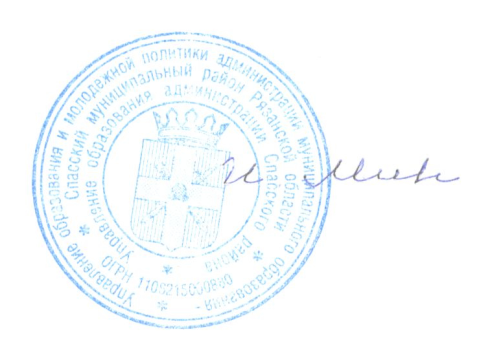 Управление образования и молодежной политики администрации муниципального образования -
Спасский муниципальный район Рязанской области
* Управление образования администрации Спасского района *
ОГРН